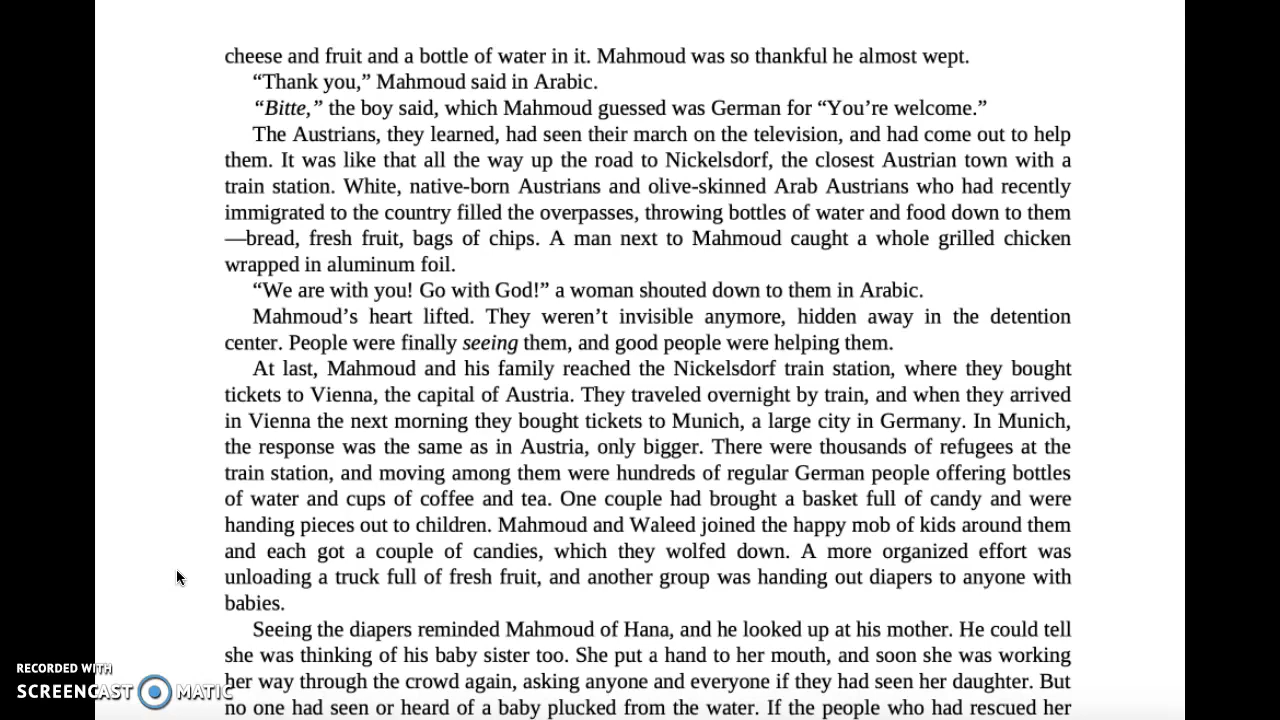 cheese and fruit and a bottle of water in it. Mahmoud was so thankful he almost wept.
“Thank you,” Mahmoud said in Arabic.
“Bitte,” the boy said, which Mahmoud guessed was German for “You’re welcome.”
The Austrians, they learned, had seen their march on the television, and had come out to help
them. It was like that all the way up the road to Nickelsdorf, the closest Austrian town with a
train station. White, native-born Austrians and olive-skinned Arab Austrians who had recently
immigrated to the country filled the overpasses, throwing bottles of water and food down to them
—bread, fresh fruit, bags of chips. A man next to Mahmoud caught a whole grilled chicken
wrapped in aluminum foil.
“We are with you! Go with God!” a woman shouted down to them in Arabic.
Mahmoud’s heart lifted. They weren’t invisible anymore, hidden away in the detention
center. People were finally seeing them, and good people were helping them.
At last, Mahmoud and his family reached the Nickelsdorf train station, where they bought
tickets to Vienna, the capital of Austria. They traveled overnight by train, and when they arrived
in Vienna the next morning they bought tickets to Munich, a large city in Germany. In Munich,
the response was the same as in Austria, only bigger. There were thousands of refugees at the
train station, and moving among them were hundreds of regular German people offering bottles
of water and cups of coffee and tea. One couple had brought a basket full of candy and were
handing pieces out to children. Mahmoud and Waleed joined the happy mob of kids around them
and each got a couple of candies, which they wolfed down. A more organized effort was
unloading a truck full of fresh fruit, and another group was handing out diapers to anyone with
babies.
Seeing the diapers reminded Mahmoud of Hana, and he looked up at his mother. He could tell
she was thinking of his baby sister too. She put a hand to her mouth, and soon she was working
her way through the crowd again, asking anyone and everyone if they had seen her daughter. But
no one had seen or heard of a baby plucked from the water. If the people who had rescued her
RECORDED WITH
SCREENCAST MATIC